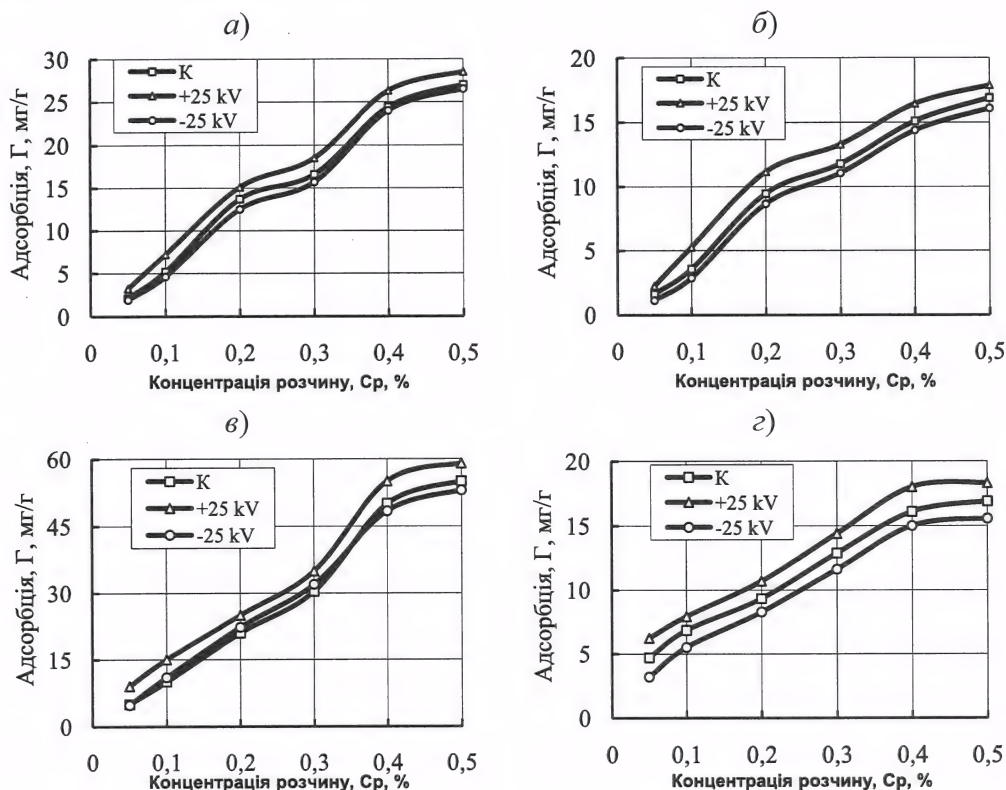 а)
30
25
20
15
10
5
0
Адсорбція, Г, мг/г
К
+25 kV
-25 kV
0 0,1 0,2 0,3 0,4 0,5
Концентрація розчину, Ср, %
б)
20
15
10
5
0
Адсорбція, Г, мг/г
К
+25 kV
-25 kV
0 0,1 0,2 0,3 0,4 0,5
Концентрація розчину, Ср, %
в)
60
45
30
15
0
Адсорбція, Г, мг/г
К
+25 kV
-25 kV
0 0,1 0,2 0,3 0,4 0,5
Концентрація розчину, Ср, %
г)
20
15
10
5
0
Адсорбція, Г, мг/г
К
+25 kV
-25 kV
0 0,1 0,2 0,3 0,4 0,5
Концентрація розчину, Ср, %